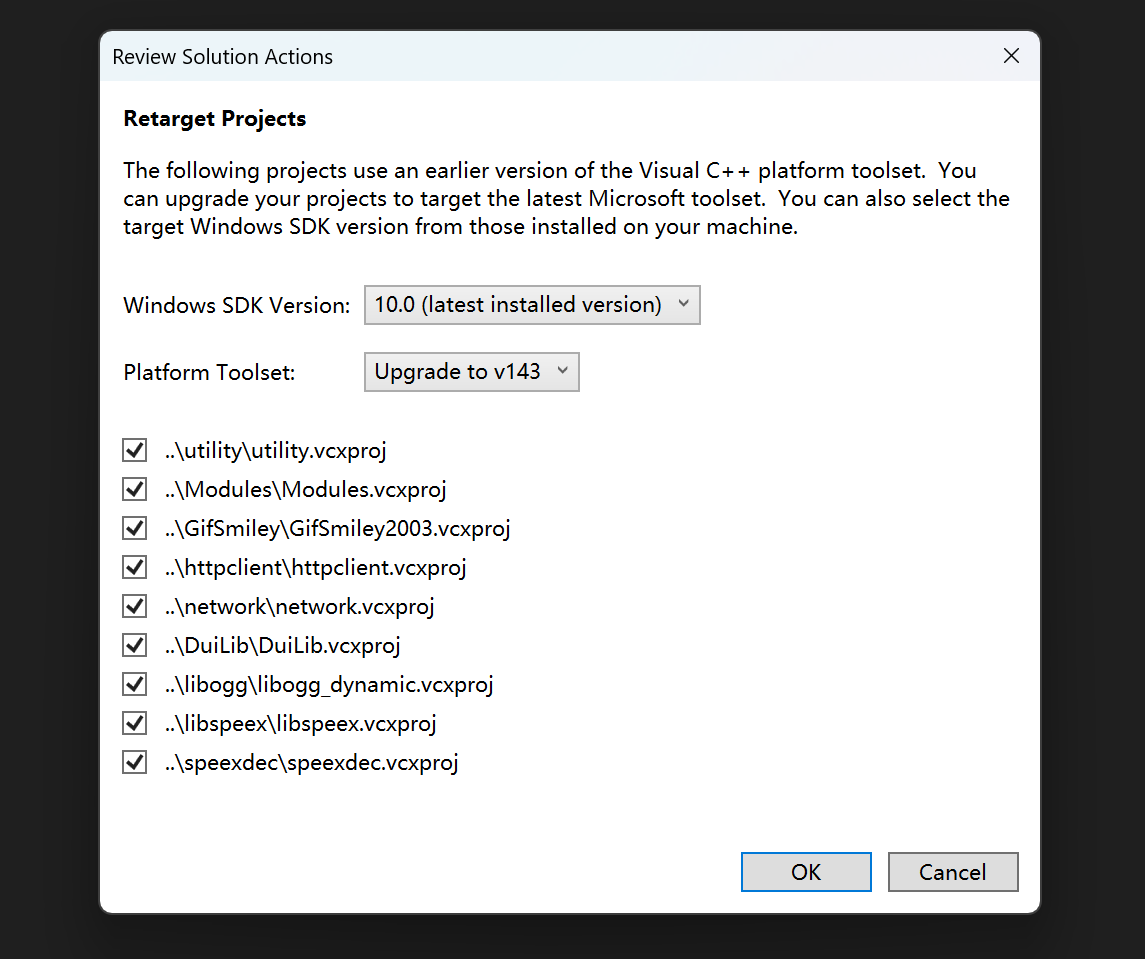 Review Solution Actions
Retarget Projects
The following projects use an earlier version of the Visual C++ platform toolset.  You
can upgrade your projects to target the latest Microsoft toolset.  You can also select the
target Windows SDK version from those installed on your machine.
Windows SDK Version: 10.0 (latest installed version)
Platform Toolset: Upgrade to v143
..\utility\utility.vcxproj
..\Modules\Modules.vcxproj
..\GifSmiley\GifSmiley2003.vcxproj
..\httpclient\httpclient.vcxproj
..\network\network.vcxproj
..\DuiLib\DuiLib.vcxproj
..\libogg\libogg_dynamic.vcxproj
..\libspeex\libspeex.vcxproj
..\speexdec\speexdec.vcxproj
OK Cancel